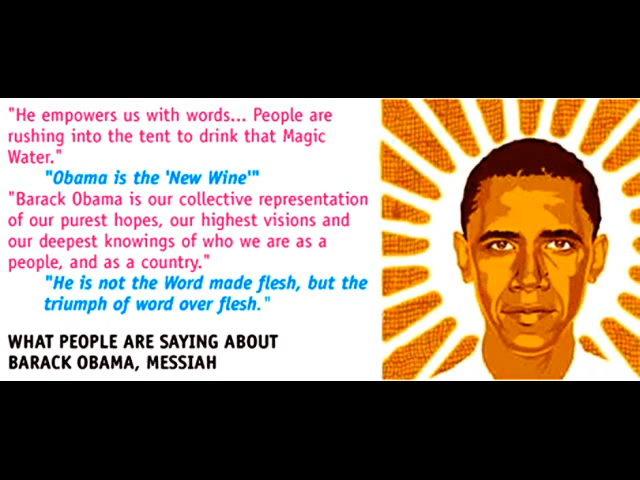 "He empowers us with words... People are
rushing into the tent to drink that Magic
Water."
"Obama is the 'New Wine'"
"Barack Obama is our collective representation
of our purest hopes, our highest visions and
our deepest knowings of who we are as a
people, and as a country."
"He is not the Word made flesh, but the
triumph of word over flesh."
WHAT PEOPLE ARE SAYING ABOUT
BARACK OBAMA, MESSIAH